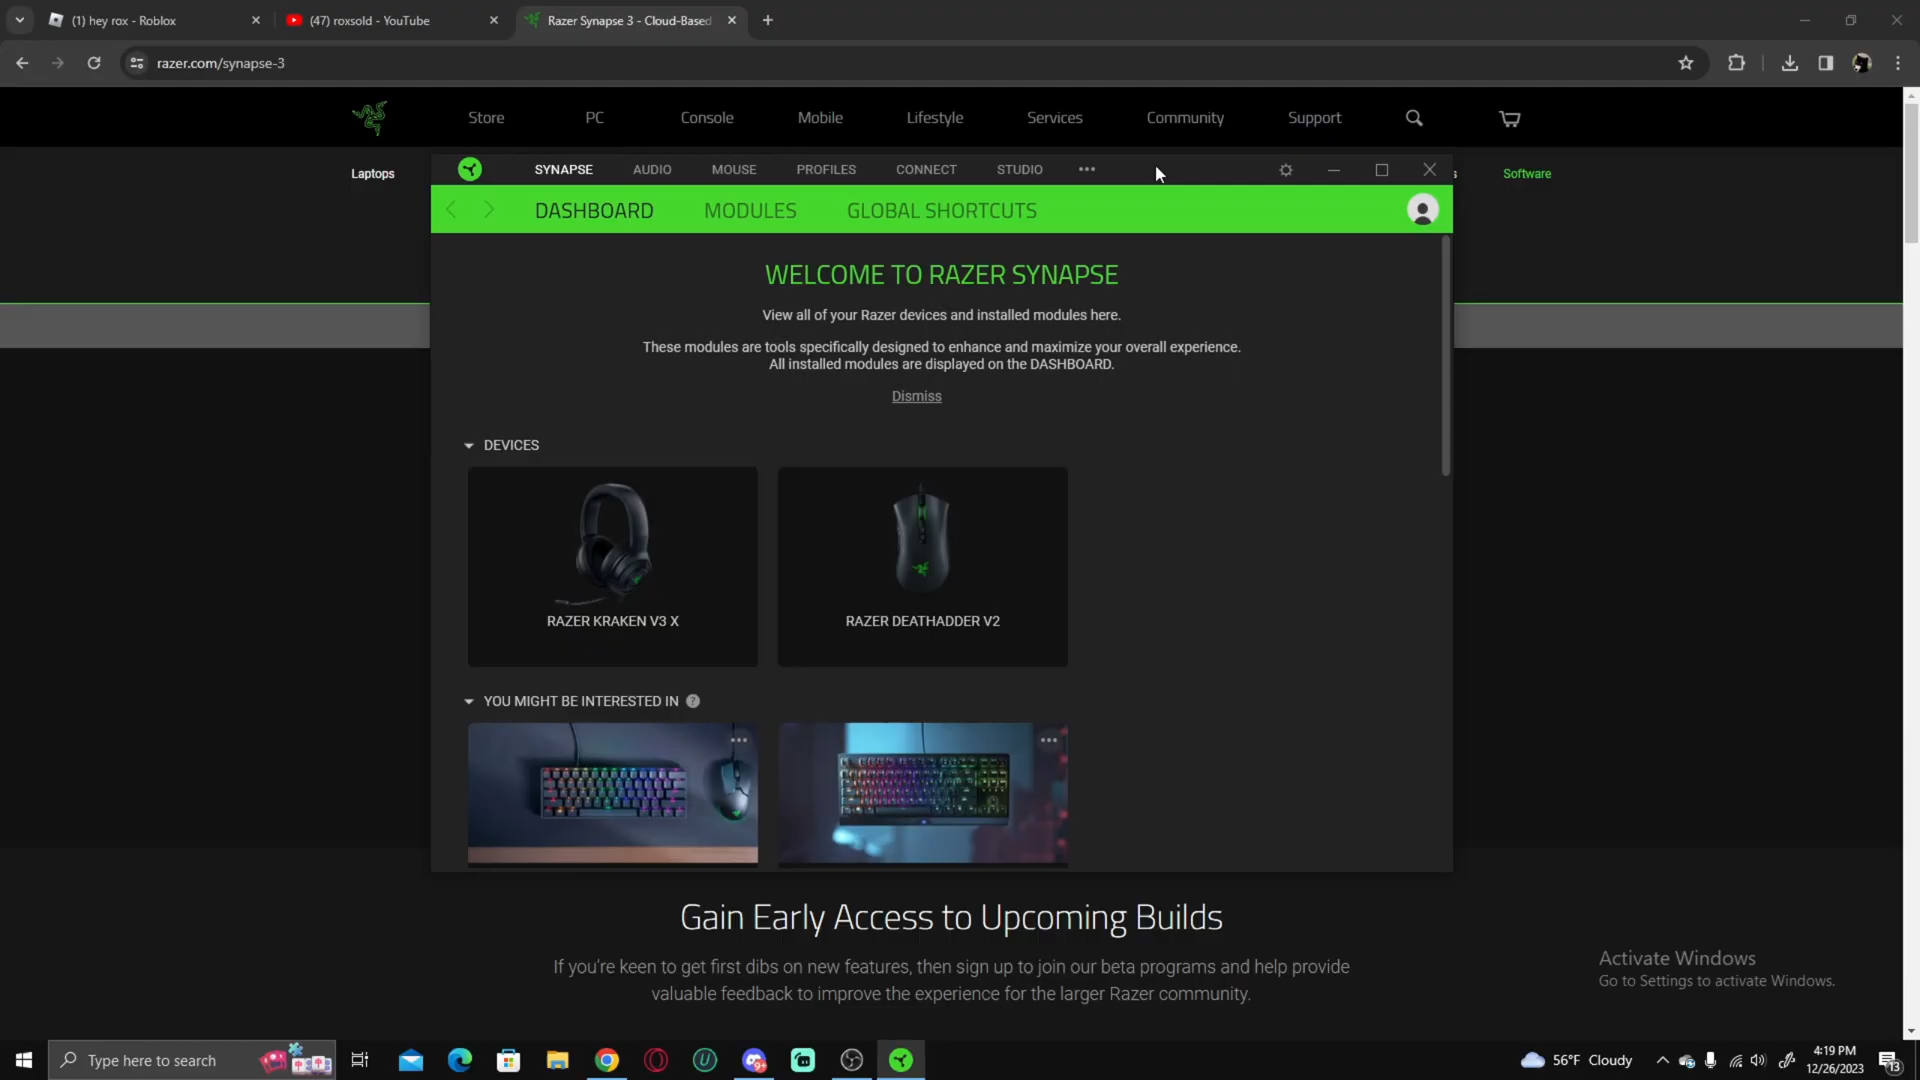 (1) hey rox - Roblox
(47) roxsold - YouTube
Razer Synapse 3 - Cloud-Based
razer.com/synapse-3
Store PC Console Mobile Lifestyle Services Community Support
Laptops
s
Software
SYNAPSE AUDIO MOUSE PROFILES CONNECT STUDIO
DASHBOARD MODULES GLOBAL SHORTCUTS
WELCOME TO RAZER SYNAPSE
View all of your Razer devices and installed modules here.
These modules are tools specifically designed to enhance and maximize your overall experience.
All installed modules are displayed on the DASHBOARD.
Dismiss
DEVICES
RAZER KRAKEN V3 X
RAZER DEATHADDER V2
YOU MIGHT BE INTERESTED IN ?
Gain Early Access to Upcoming Builds
If you're keen to get first dibs on new features, then sign up to join our beta programs and help provide
valuable feedback to improve the experience for the larger Razer community.
Activate Windows
Go to Settings to activate Windows.
Type here to search
9+
56°F Cloudy
4:19 PM
12/26/2023
13